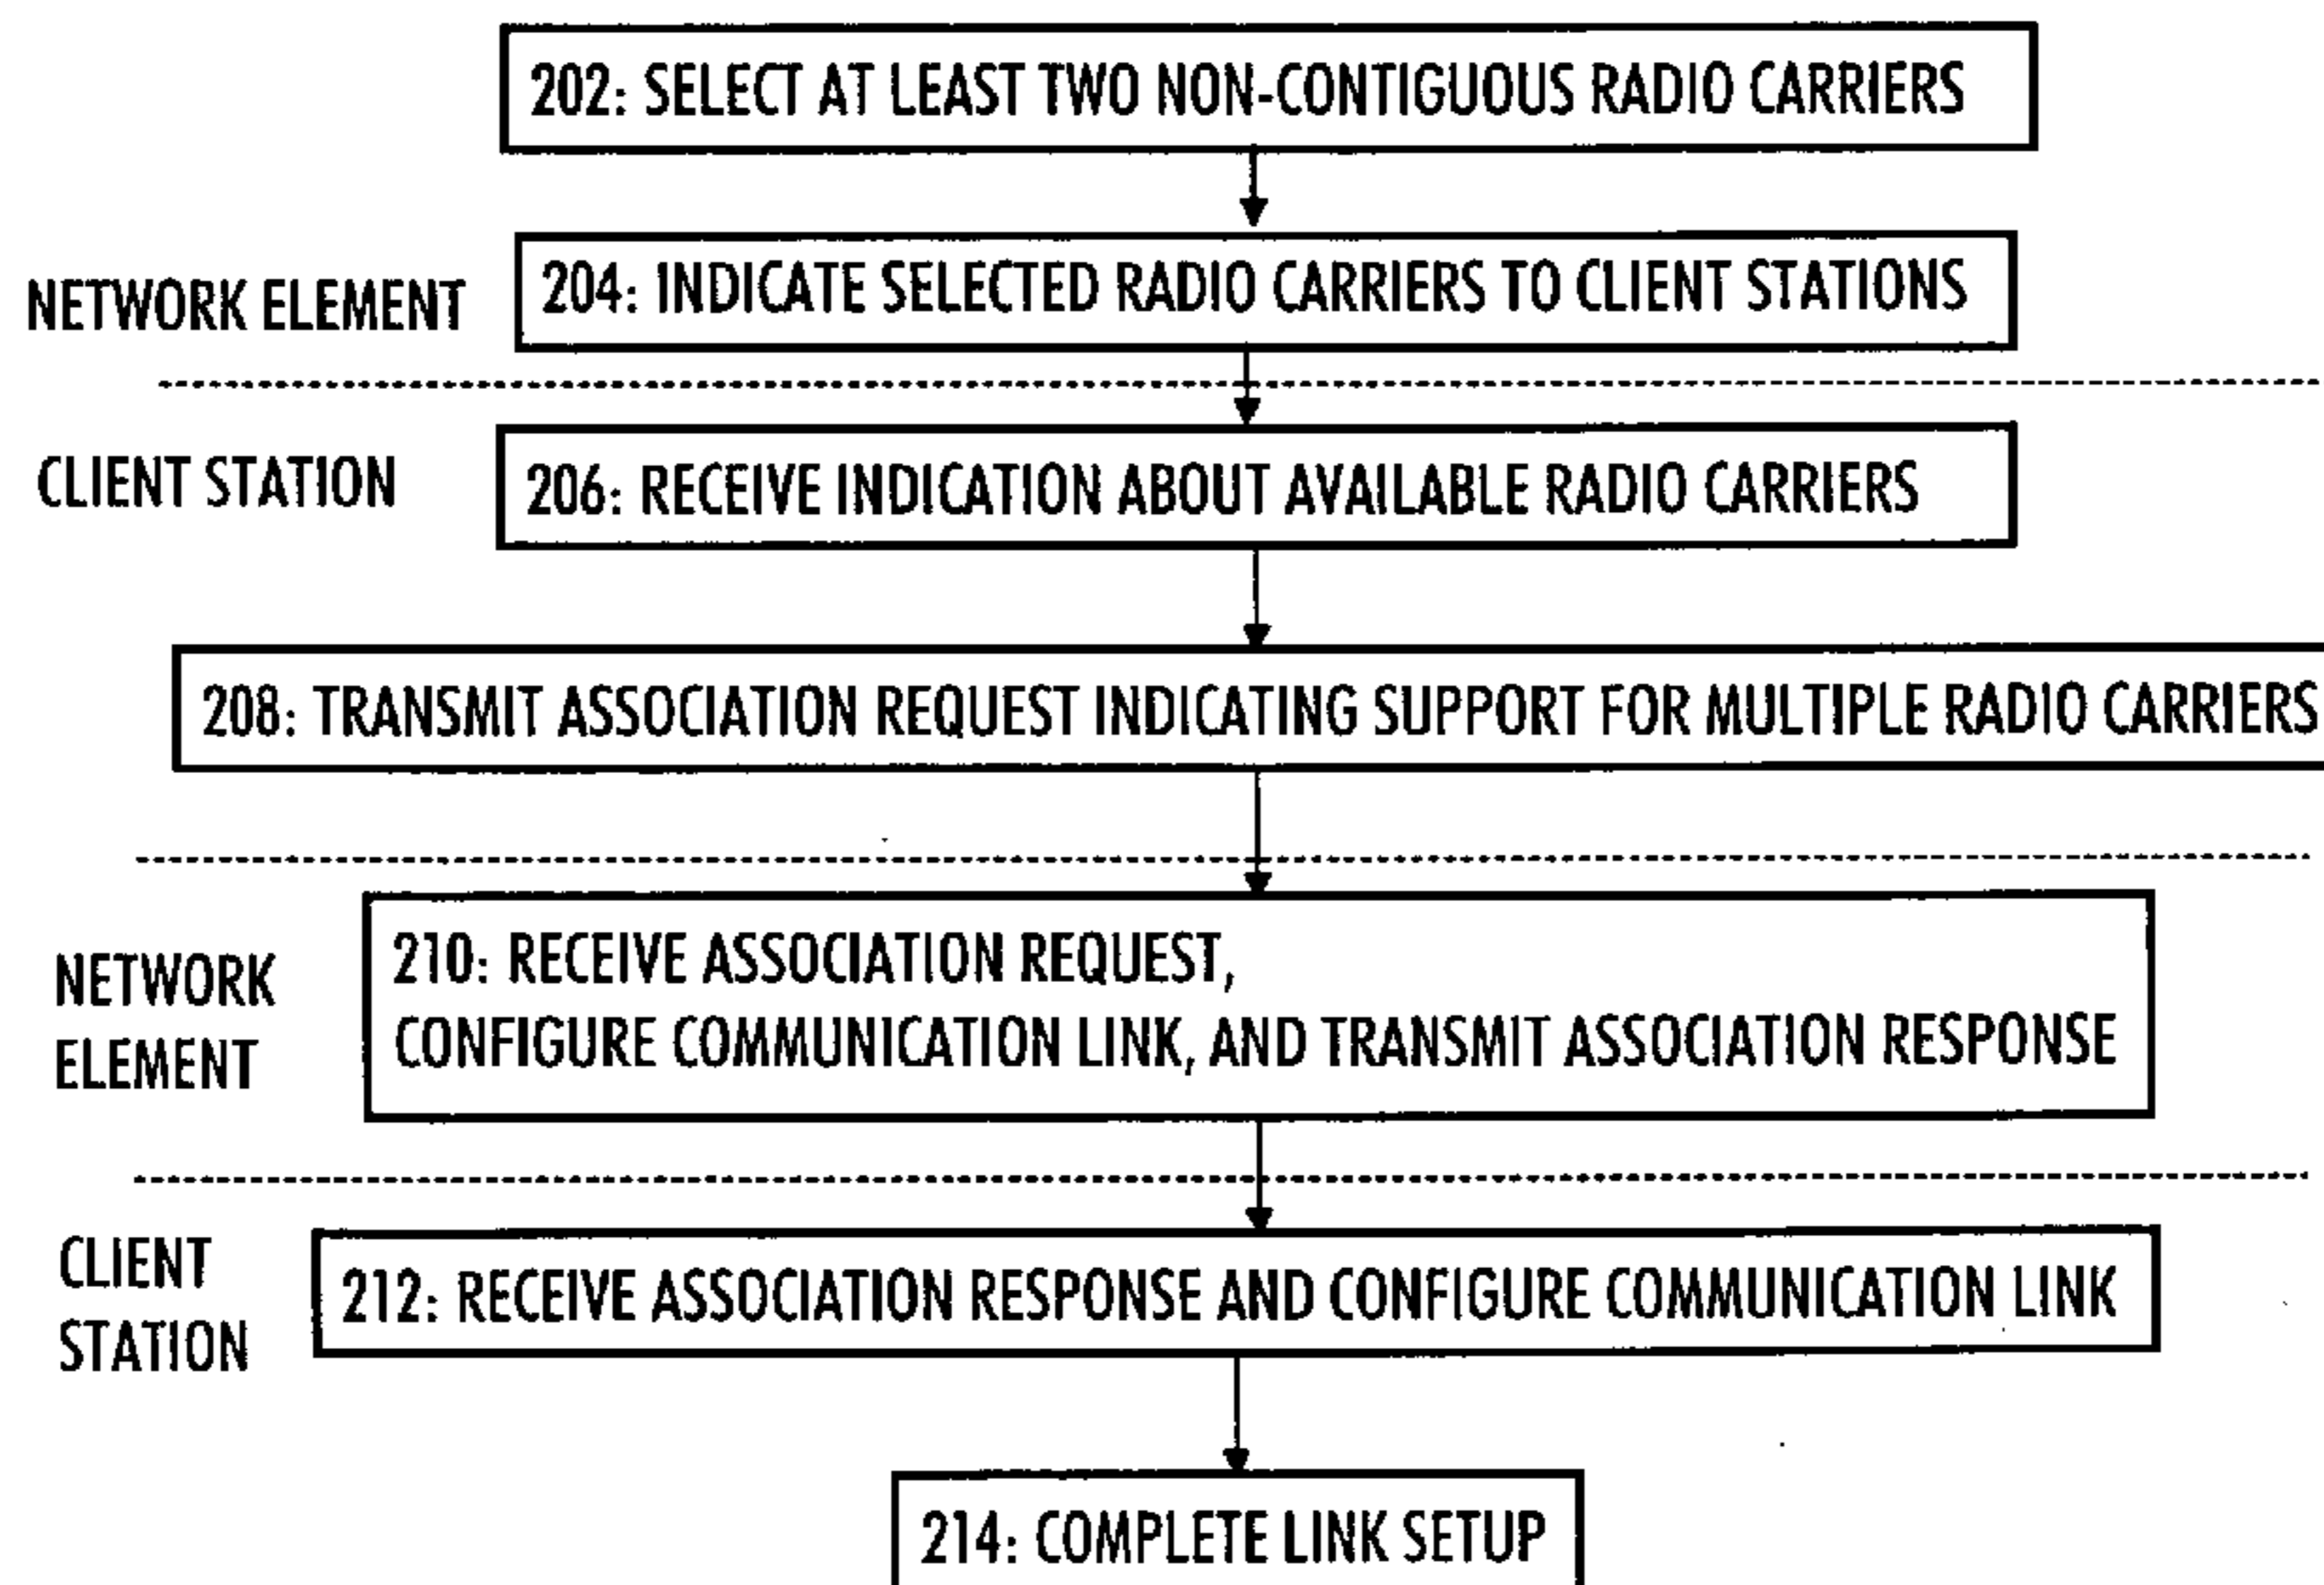 202: SELECT AT LEAST TWO NON-CONTIGUOUS RADIO CARRIERS
NETWORK ELEMENT
204: INDICATE SELECTED RADIO CARRIERS TO CLIENT STATIONS
CLIENT STATION
206: RECEIVE INDICATION ABOUT AVAILABLE RADIO CARRIERS
208: TRANSMIT ASSOCIATION REQUEST INDICATING SUPPORT FOR MULTIPLE RADIO CARRIERS
NETWORK
ELEMENT
210: RECEIVE ASSOCIATION REQUEST,
CONFIGURE COMMUNICATION LINK, AND TRANSMIT ASSOCIATION RESPONSE
CLIENT
STATION
212: RECEIVE ASSOCIATION RESPONSE AND CONFIGURE COMMUNICATION LINK
214: COMPLETE LINK SETUP